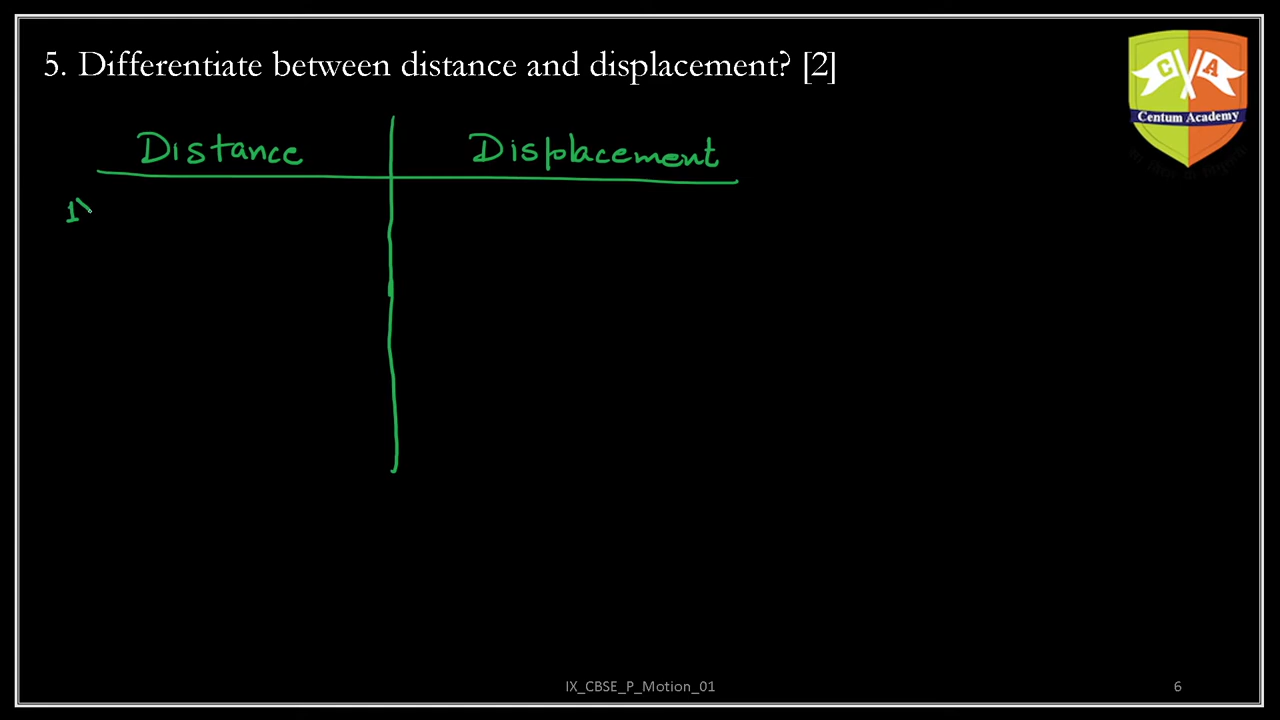 5. Differentiate between distance and displacement? [2]
C A
Centum Academy
Distance Displacement
1)
IX_CBSE_P_Motion_01 6